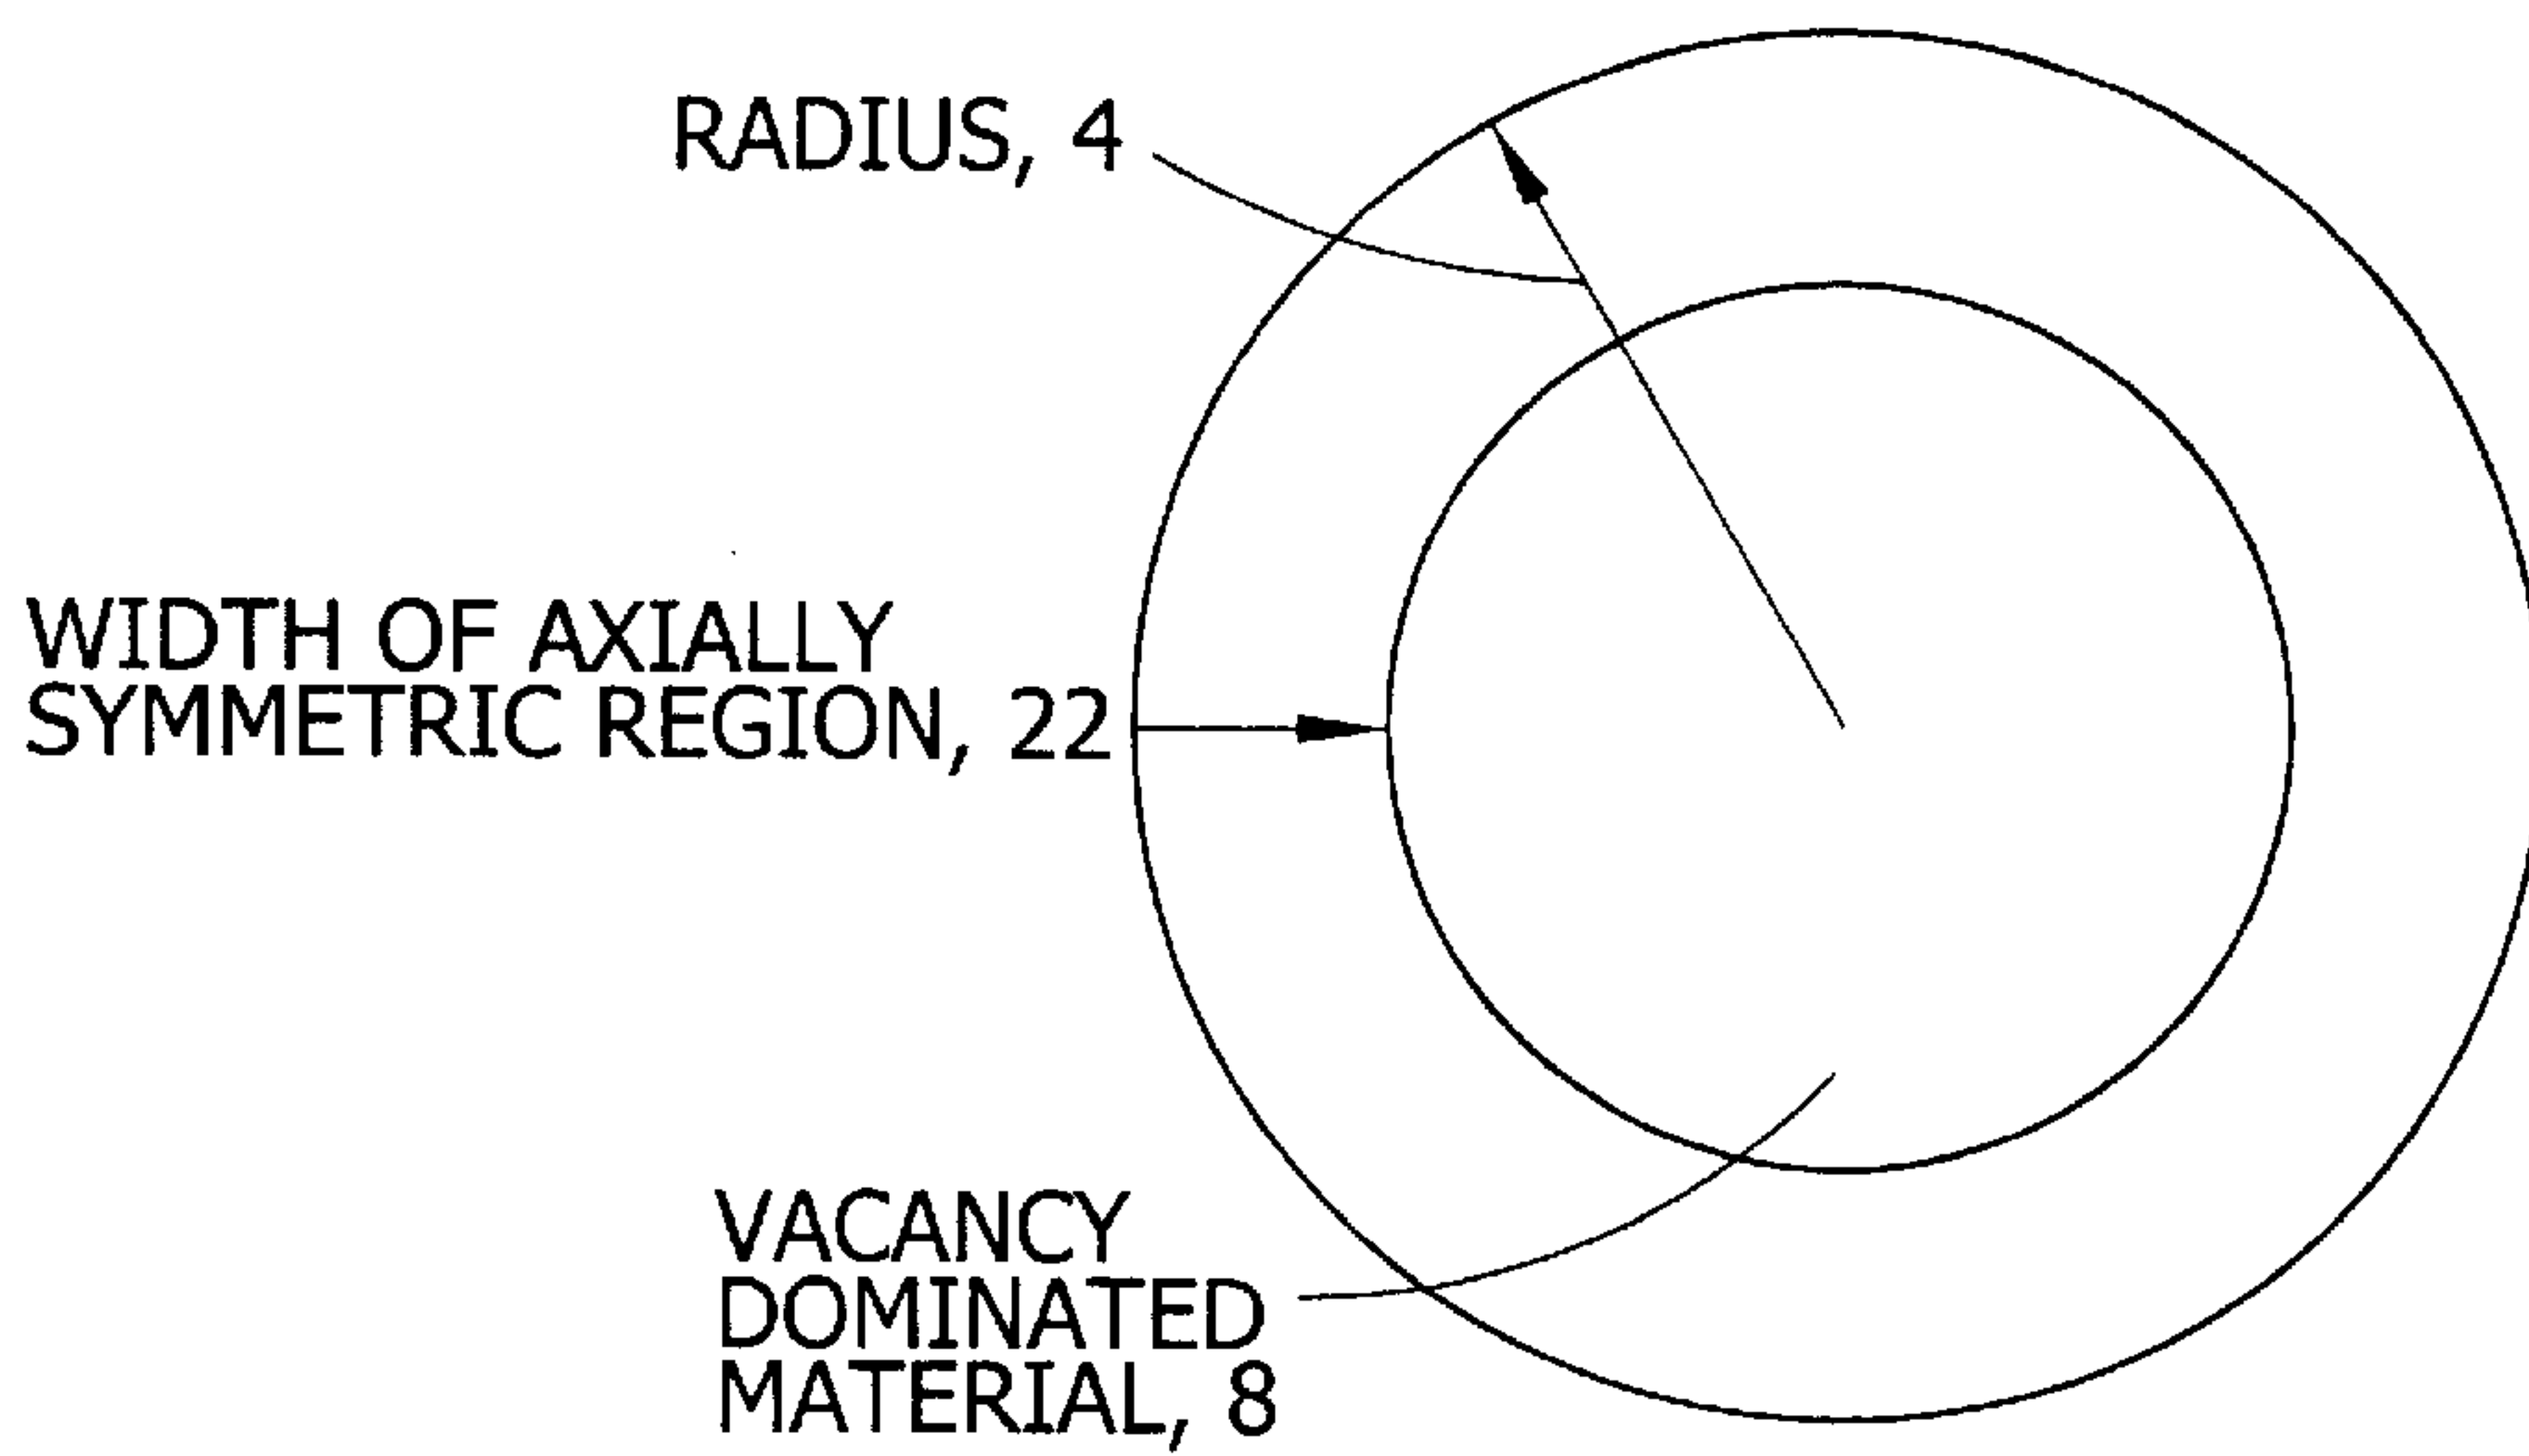 RADIUS, 4
WIDTH OF AXIALLY
SYMMETRIC REGION, 22
VACANCY
DOMINATED
MATERIAL, 8